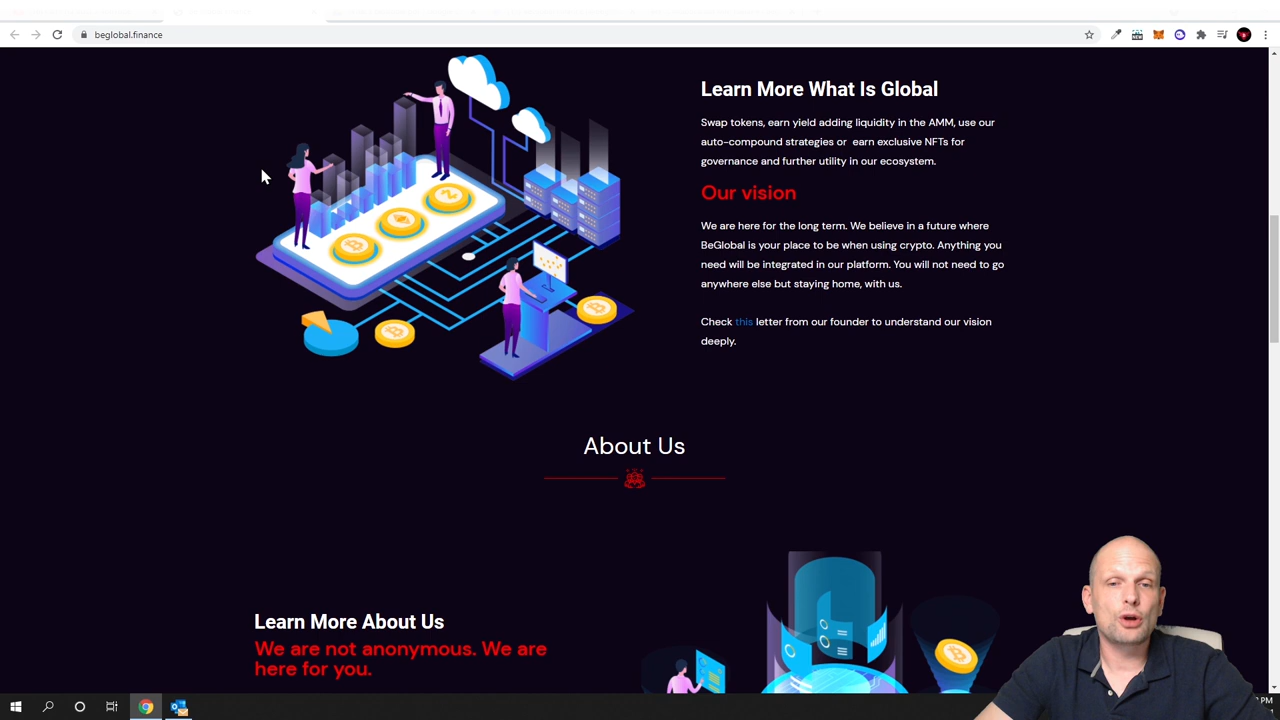 beglobal.finance
Learn More What Is Global
Swap tokens, earn yield adding liquidity in the AMM, use our
auto-compound strategies or earn exclusive NFTs for
governance and further utility in our ecosystem.
Our vision
We are here for the long term. We believe in a future where
BeGlobal is your place to be when using crypto. Anything you
need will be integrated in our platform. You will not need to go
anywhere else but staying home, with us.
Check this letter from our founder to understand our vision
deeply.
About Us
Learn More About Us
We are not anonymous. We are
here for you.
PM